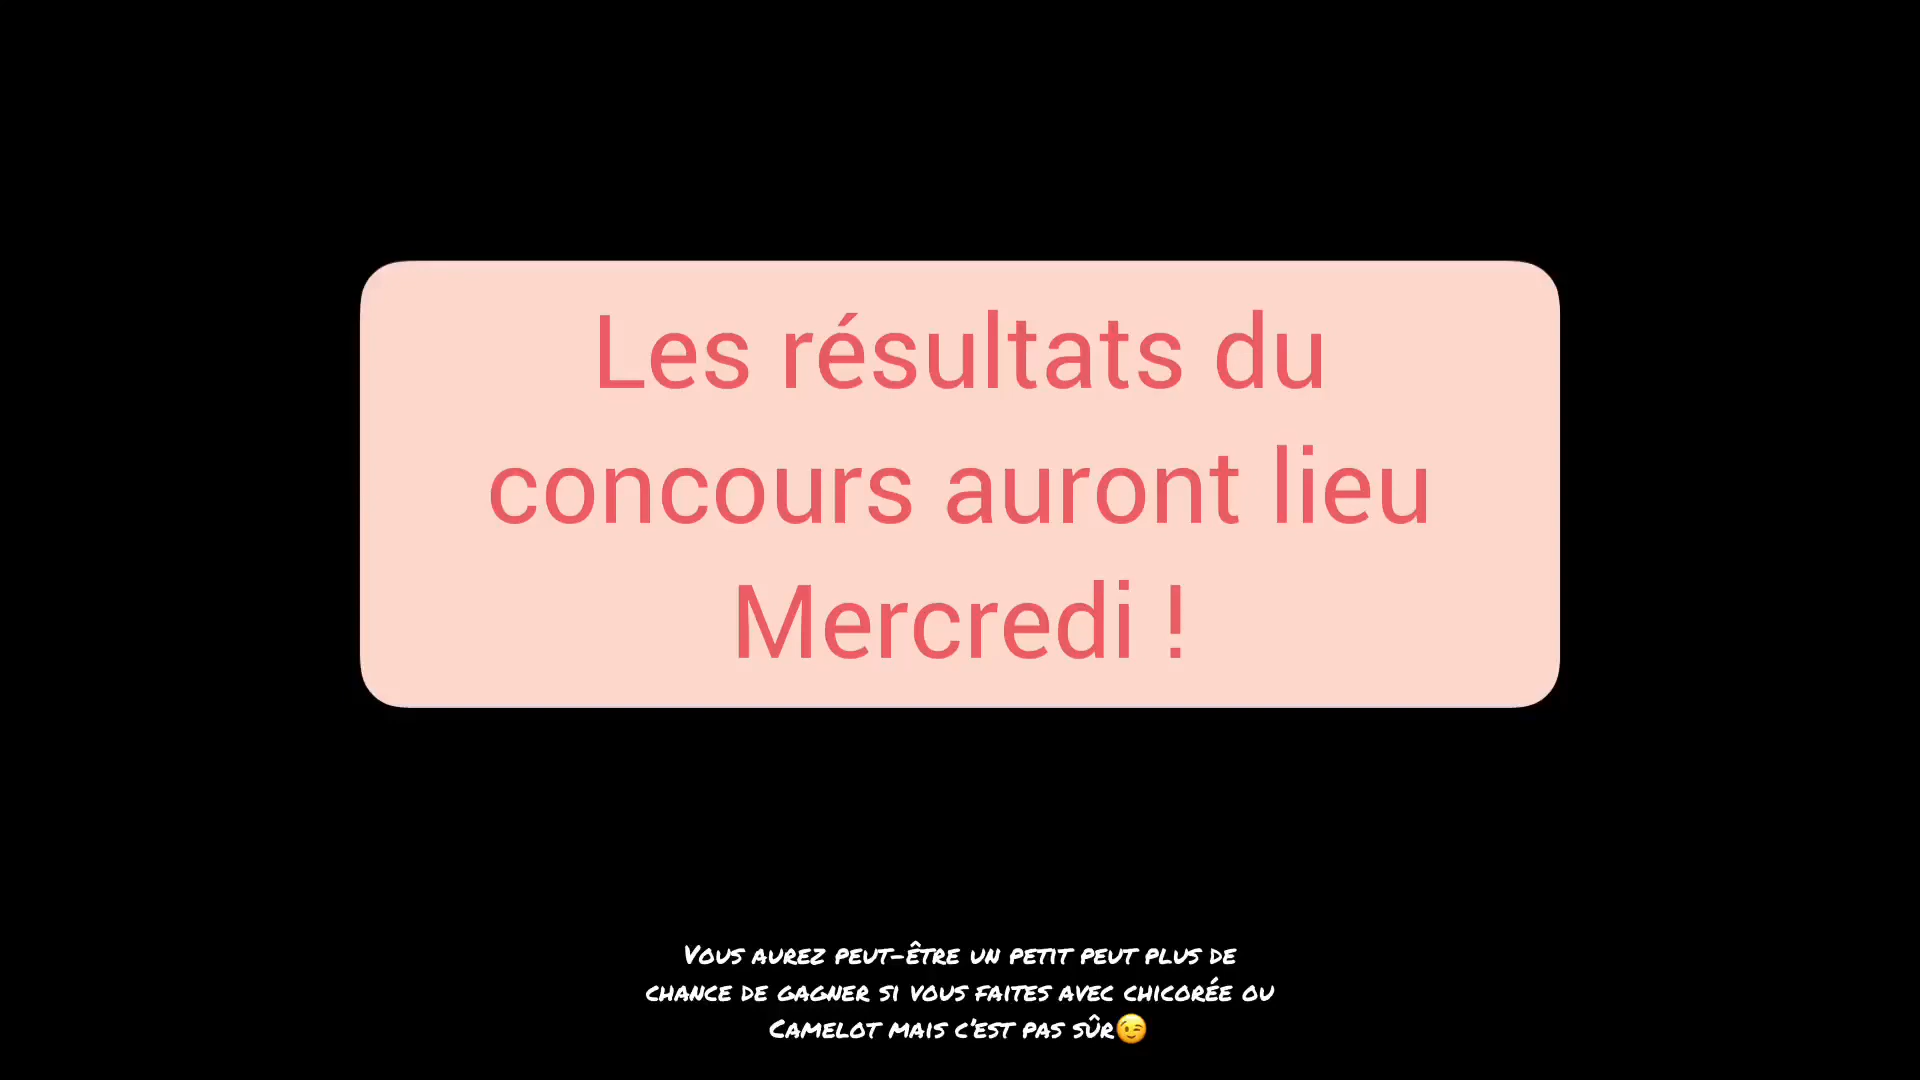 Les résultats du
concours auront lieu
Mercredi !
Vous aurez peut-être un petit peut plus de
chance de gagner si vous faites avec chicorée ou
Camelot mais c'est pas sûr😉